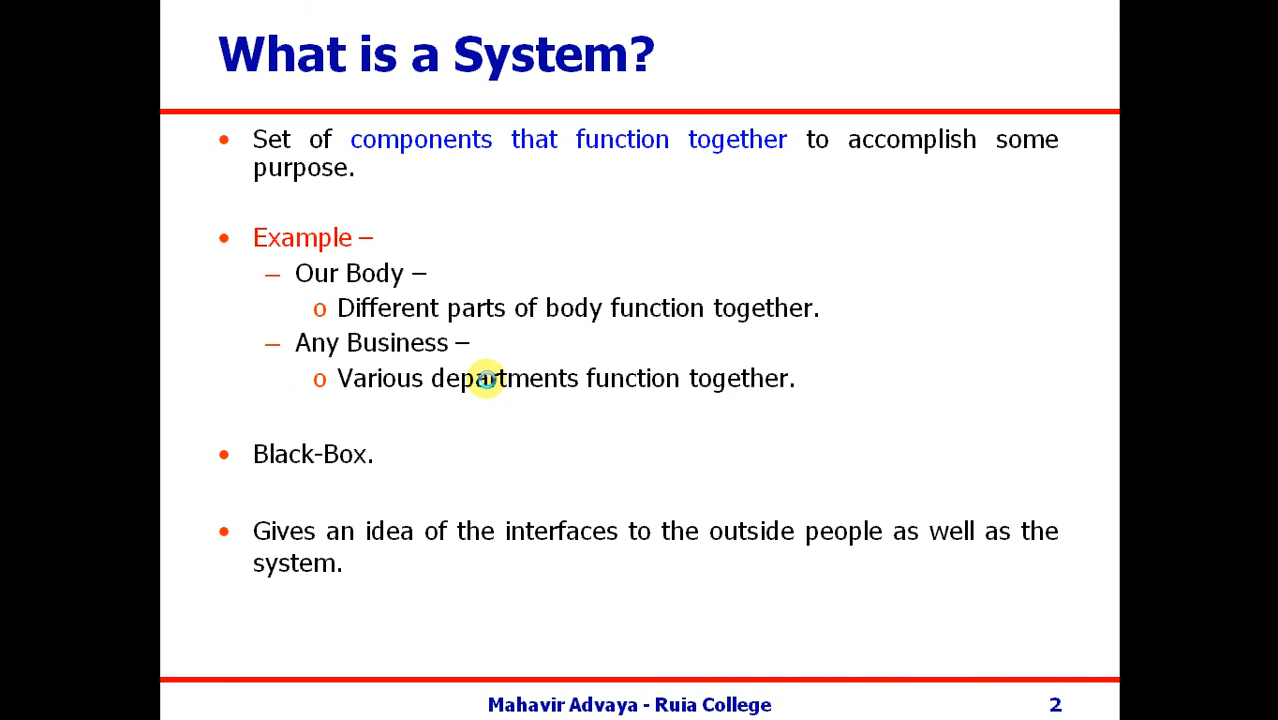 What is a System?
• Set of components that function together to accomplish some
purpose.
• Example –
– Our Body –
o Different parts of body function together.
– Any Business –
o Various departments function together.
• Black-Box.
• Gives an idea of the interfaces to the outside people as well as the
system.
Mahavir Advaya - Ruia College 2